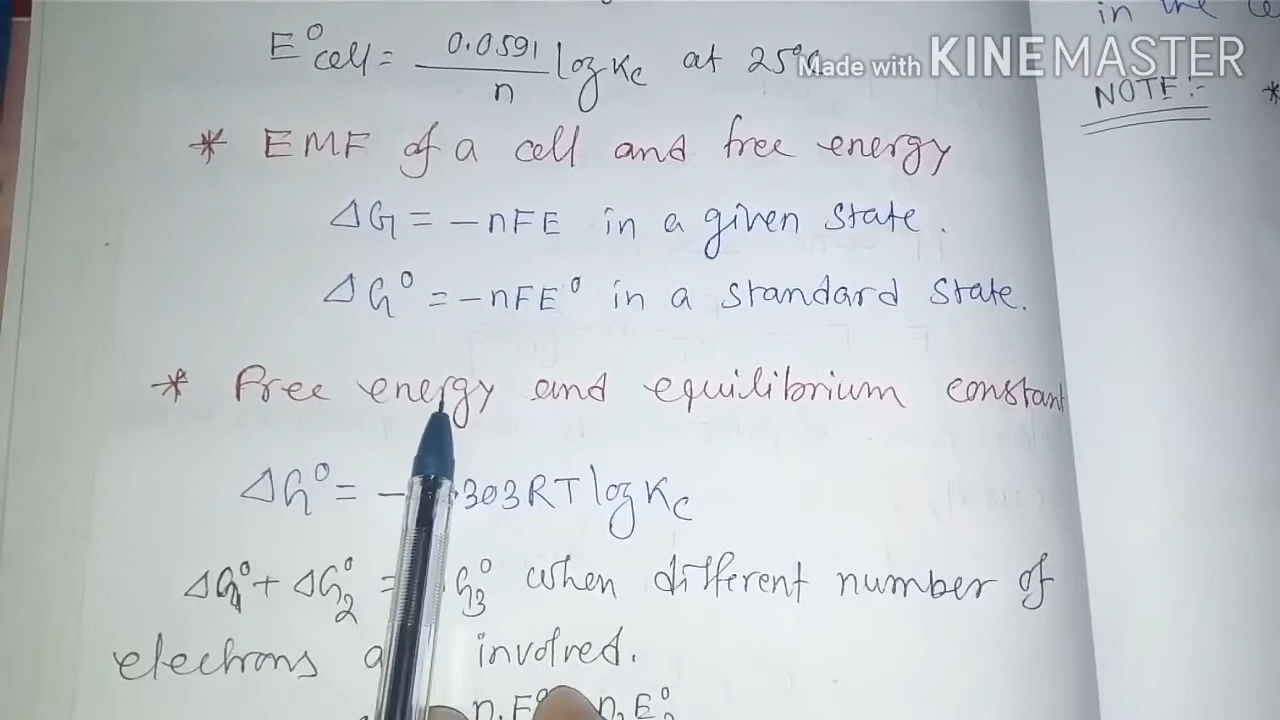 in the
E°cell = 0.0591/n log Kc at 25°C
Made with KINEMASTER
NOTE:-
*
* EMF of a cell and free energy
ΔG = -nFE in a given state.
ΔG° = -nFE° in a standard state.
* Free energy and equilibrium constant
ΔG° = - .303RT log Kc
ΔG°1 + ΔG°2 = G°3 when different number of
electrons a involved.